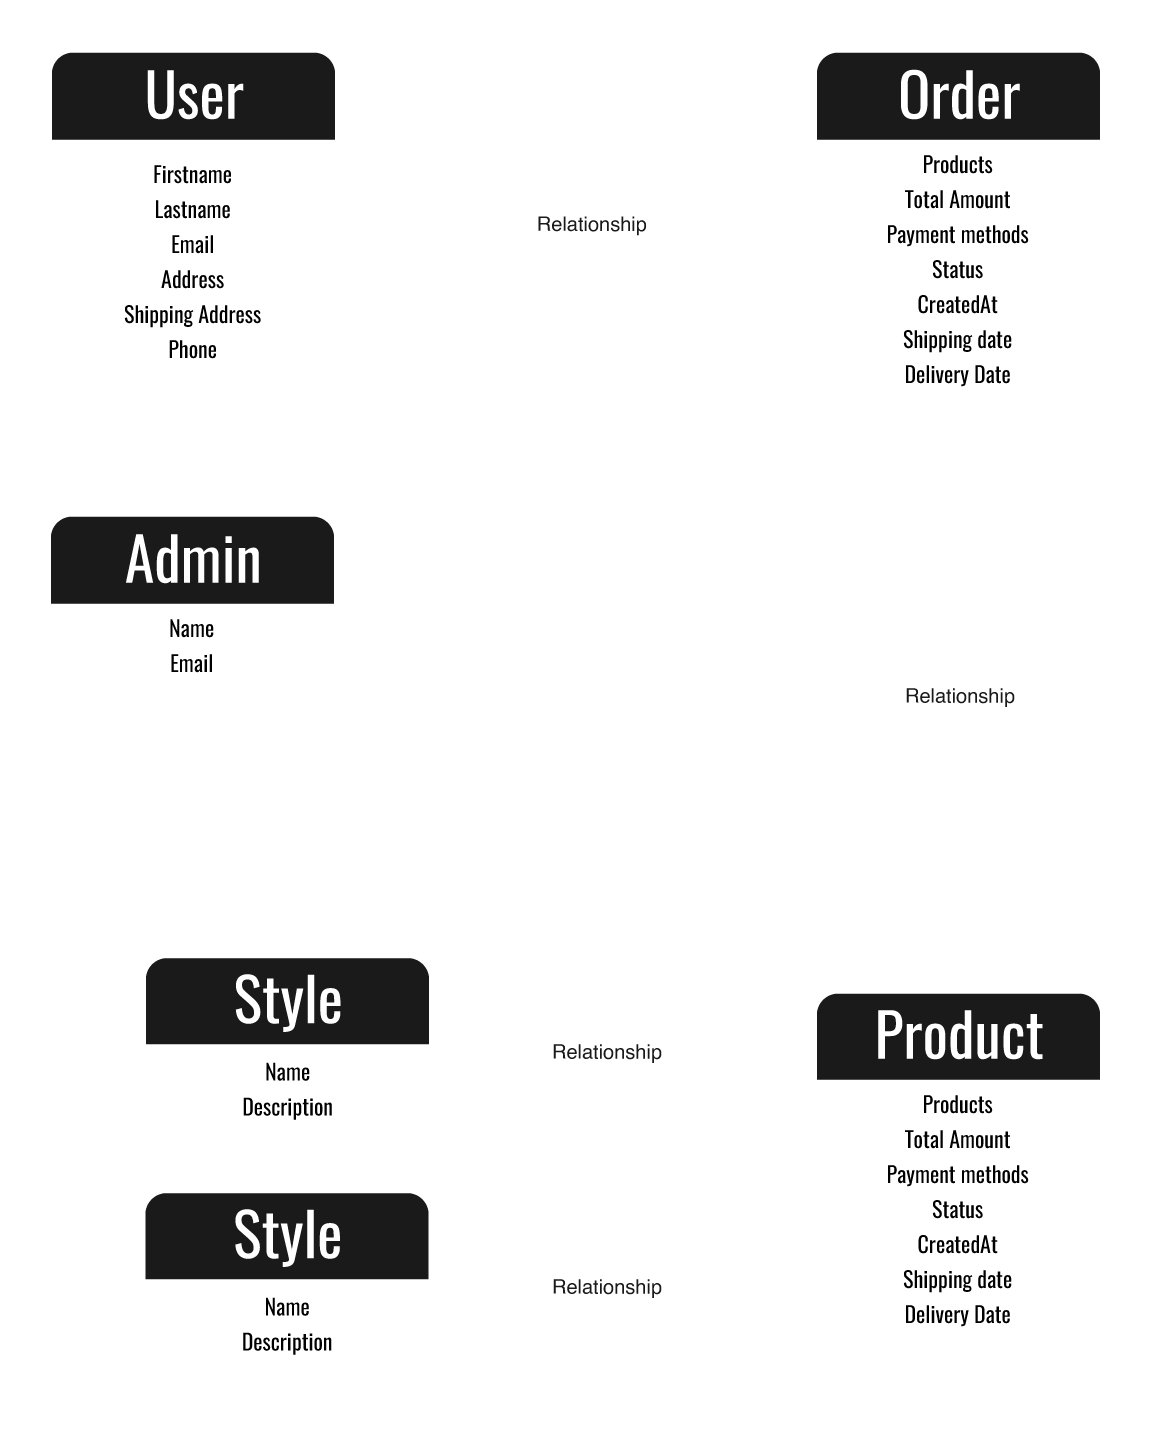 User
Firstname
Lastname
Email
Address
Shipping Address
Phone
Relationship
Order
Products
Total Amount
Payment methods
Status
CreatedAt
Shipping date
Delivery Date
Admin
Name
Email
Relationship
Style
Name
Description
Relationship
Style
Name
Description
Relationship
Product
Products
Total Amount
Payment methods
Status
CreatedAt
Shipping date
Delivery Date